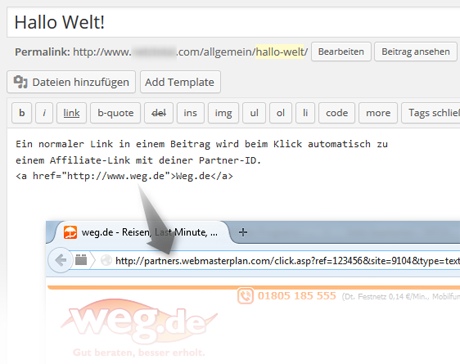 Hallo Welt!
Permalink: http://www. .com/allgemein/hallo-welt/ Bearbeiten Beitrag ansehen
Dateien hinzufügen Add Template
b i link b-quote del ins img ul ol li code more Tags schlie
Ein normaler Link in einem Beitrag wird beim Klick automatisch zu
einem Affiliate-Link mit deiner Partner-ID.
<a href="http://www.weg.de">Weg.de</a>
weg.de - Reisen, Last Minute, ... +
http://partners.webmasterplan.com/click.asp?ref=123456&site=9104&type=text
01805 185 555 (Dt. Festnetz 0,14 €/Min., Mobilfun
weg.de
Gut beraten, besser erholt.